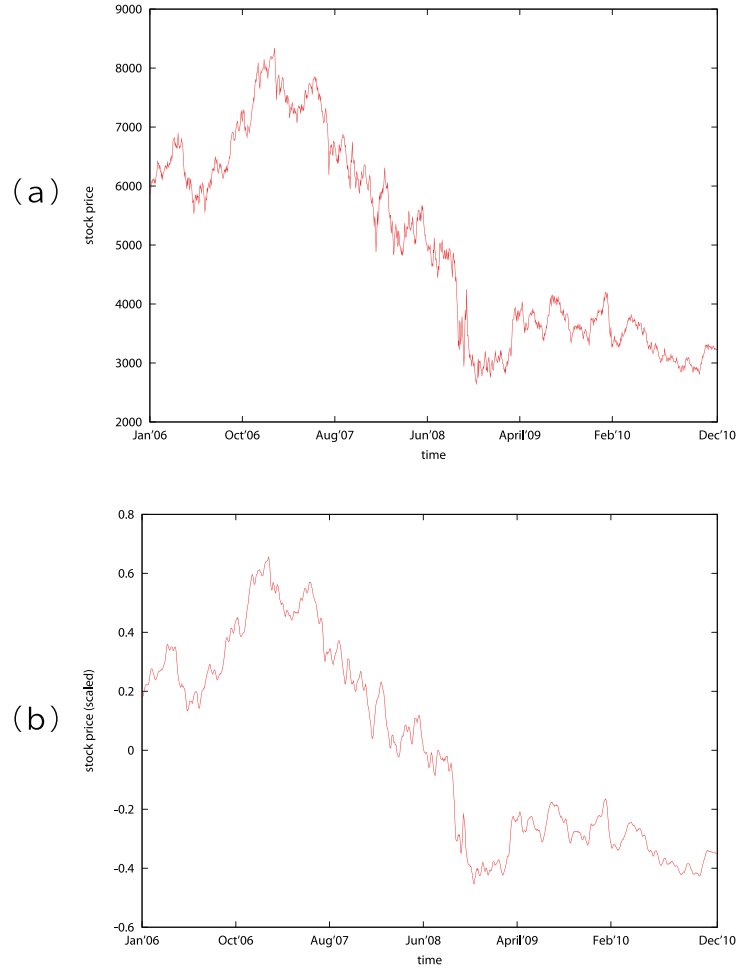 (a)
stock price
9000
8000
7000
6000
5000
4000
3000
2000
Jan'06 Oct'06 Aug'07 Jun'08 April'09 Feb'10 Dec'10
time
(b)
stock price (scaled)
0.8
0.6
0.4
0.2
0
-0.2
-0.4
-0.6
Jan'06 Oct'06 Aug'07 Jun'08 April'09 Feb'10 Dec'10
time